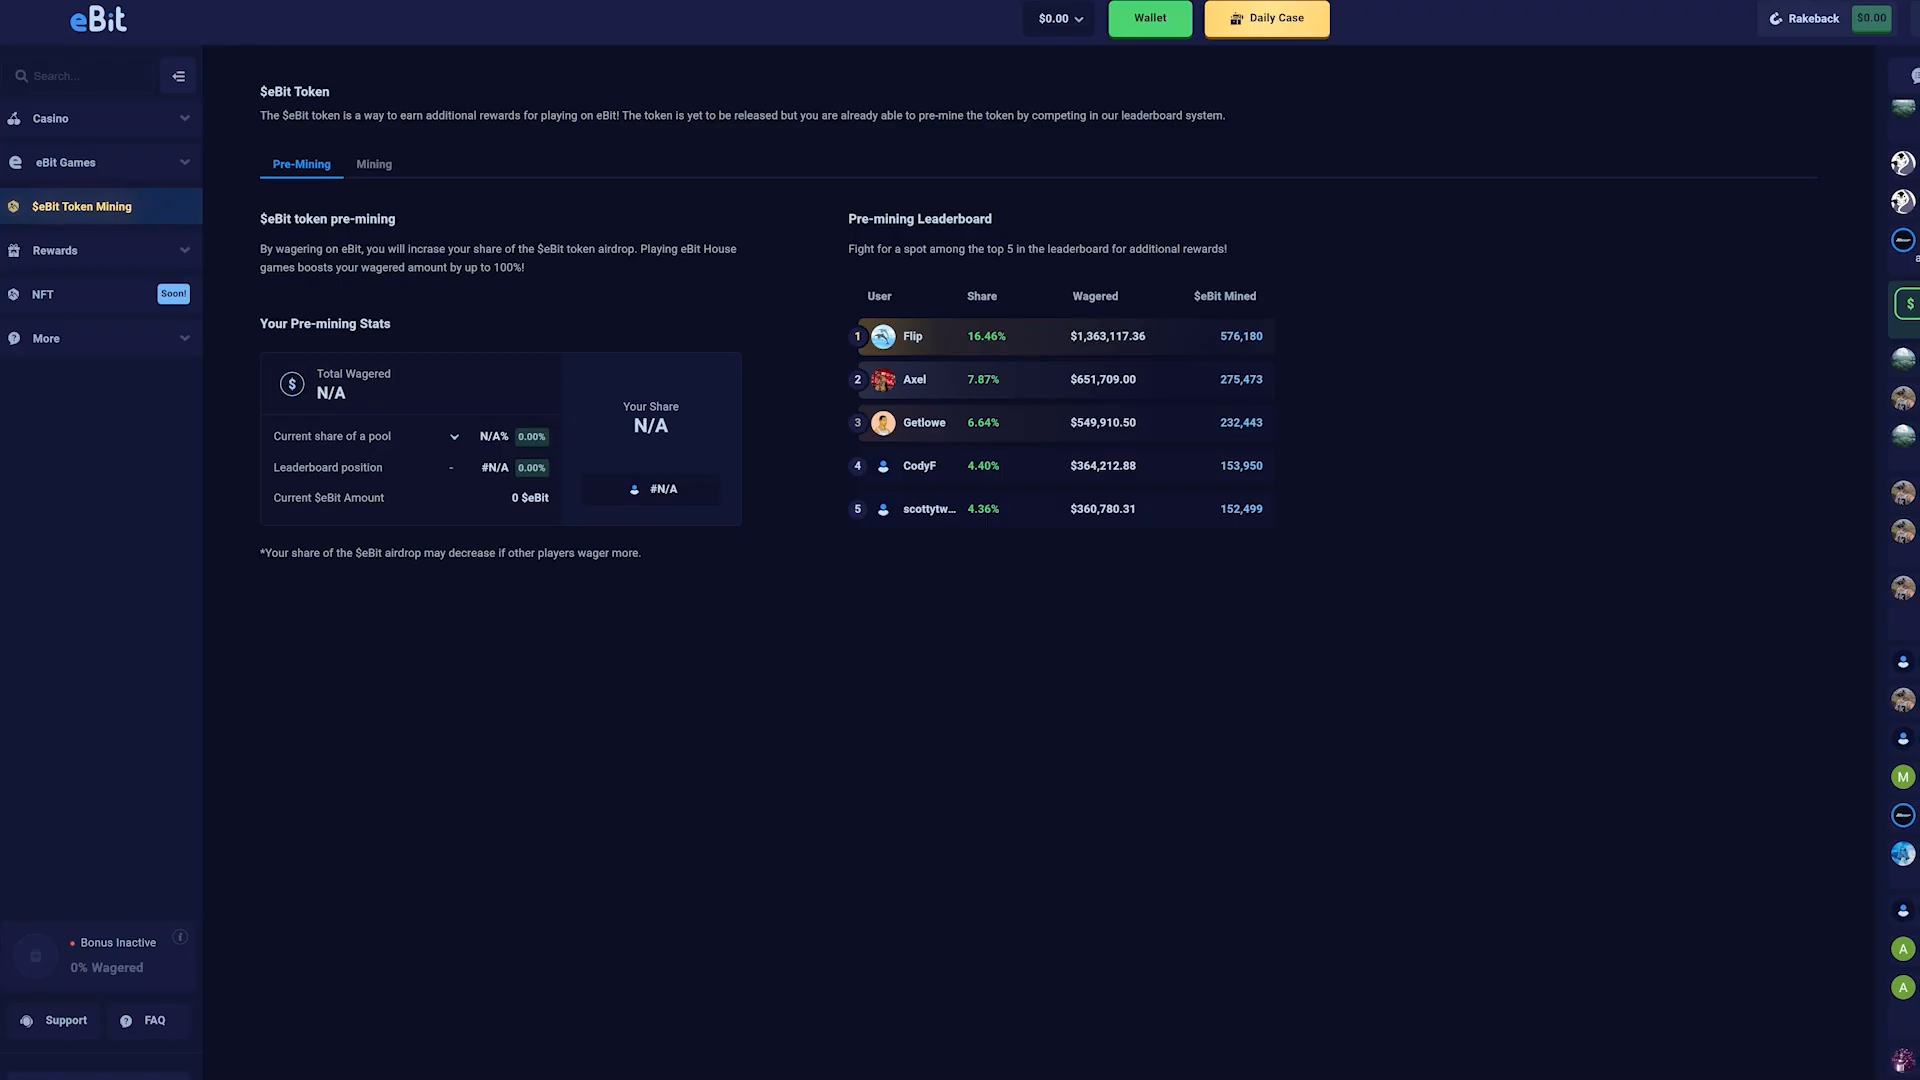 eBit
$0.00
Wallet
Daily Case
Rakeback $0.00
Search...
Casino
eBit Games
$eBit Token Mining
Rewards
NFT
Soon!
More
$eBit Token
The $eBit token is a way to earn additional rewards for playing on eBit! The token is yet to be released but you are already able to pre-mine the token by competing in our leaderboard system.
Pre-Mining Mining
$eBit token pre-mining
By wagering on eBit, you will incrase your share of the $eBit token airdrop. Playing eBit House
games boosts your wagered amount by up to 100%!
Your Pre-mining Stats
Total Wagered
N/A
Current share of a pool N/A% 0.00%
Leaderboard position - #N/A 0.00%
Current $eBit Amount 0 $eBit
Your Share
N/A
#N/A
*Your share of the $eBit airdrop may decrease if other players wager more.
Pre-mining Leaderboard
Fight for a spot among the top 5 in the leaderboard for additional rewards!
User Share Wagered $eBit Mined
1 Flip 16.46% $1,363,117.36 576,180
2 Axel 7.87% $651,709.00 275,473
3 Getlowe 6.64% $549,910.50 232,443
4 CodyF 4.40% $364,212.88 153,950
5 scottytw... 4.36% $360,780.31 152,499
Bonus Inactive
0% Wagered
Support FAQ
$
M
A
A